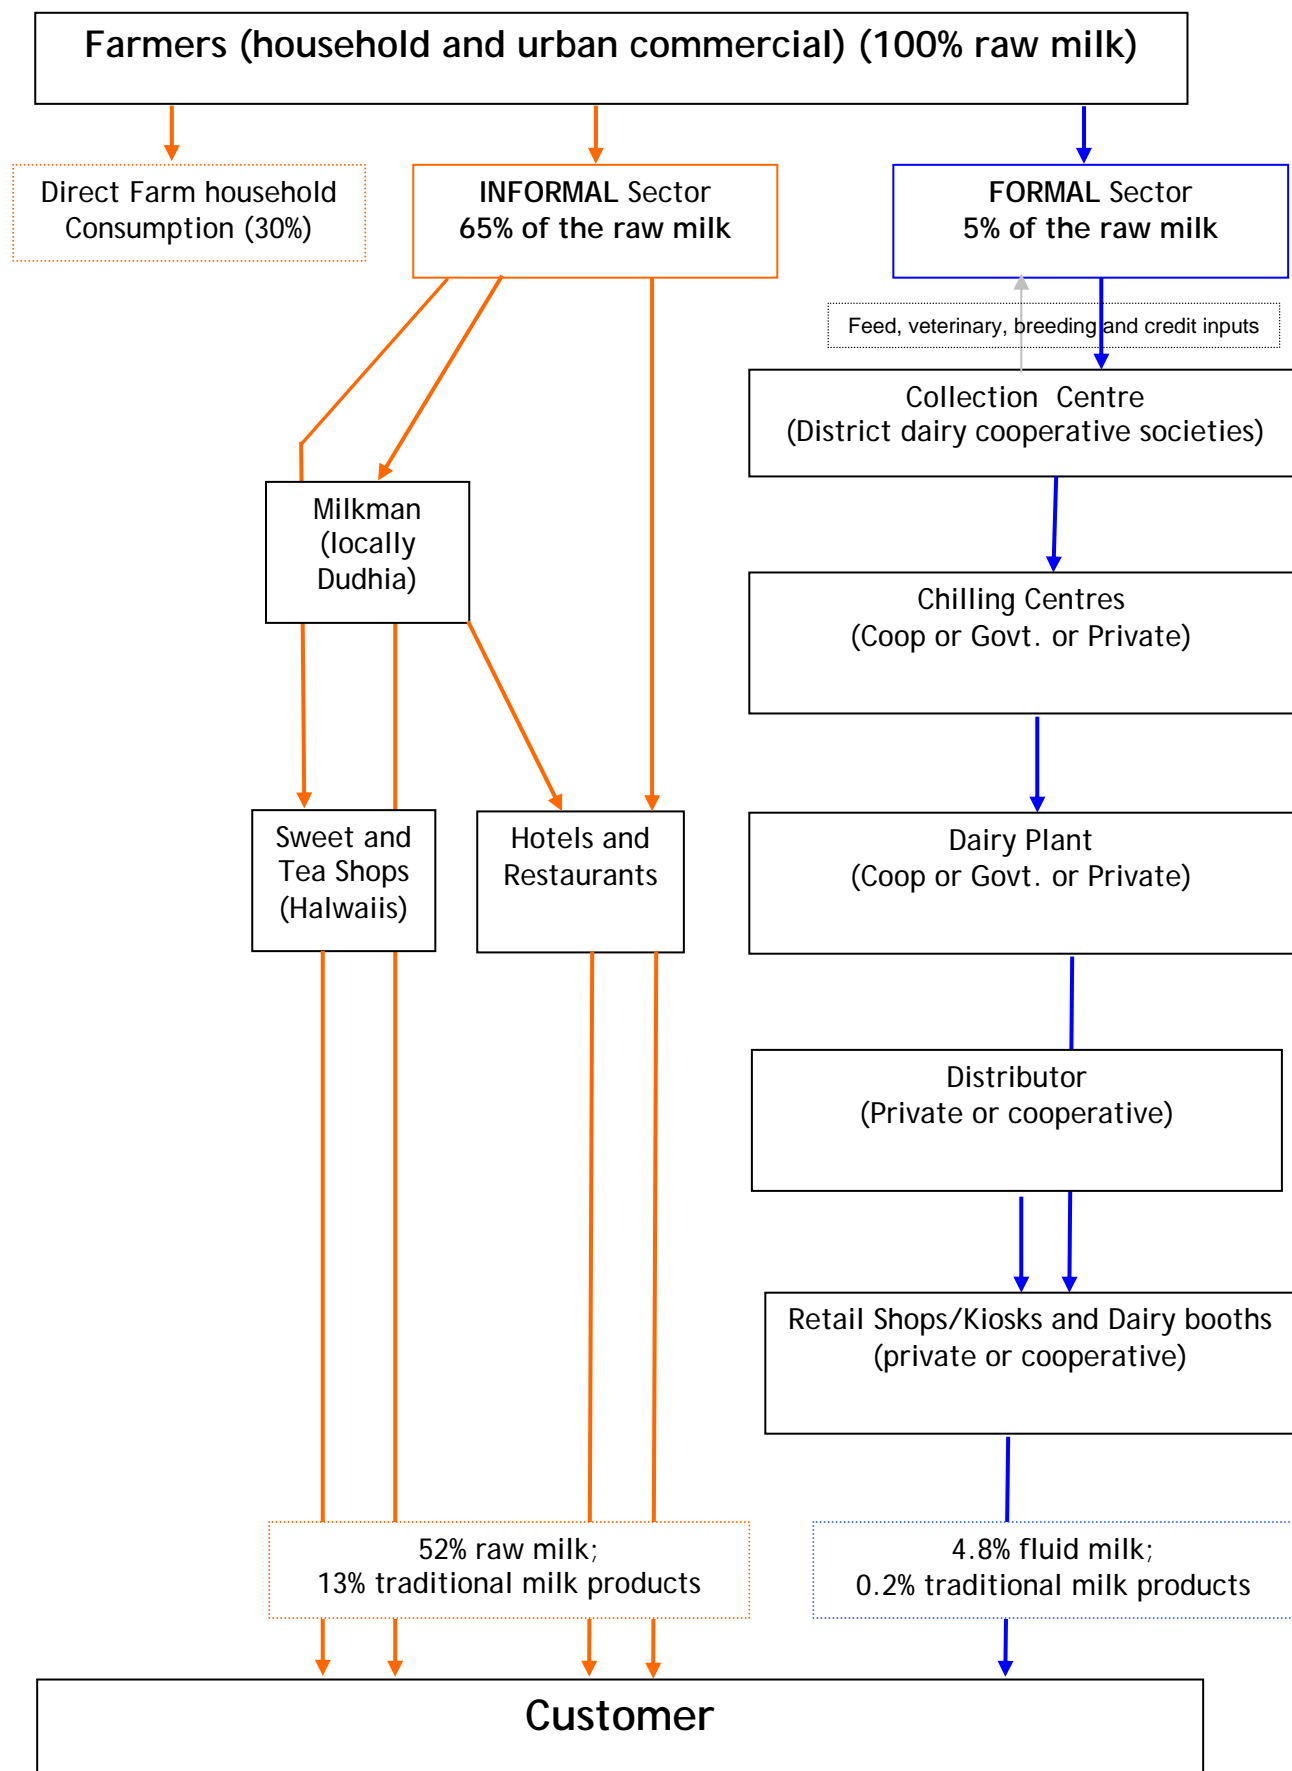 Farmers (household and urban commercial) (100% raw milk)
Direct Farm household
Consumption (30%)
INFORMAL Sector
65% of the raw milk
FORMAL Sector
5% of the raw milk
Feed, veterinary, breeding and credit inputs
Collection Centre
(District dairy cooperative societies)
Milkman
(locally
Dudhia)
Chilling Centres
(Coop or Govt. or Private)
Sweet and
Tea Shops
(Halwaiis)
Hotels and
Restaurants
Dairy Plant
(Coop or Govt. or Private)
Distributor
(Private or cooperative)
Retail Shops/Kiosks and Dairy booths
(private or cooperative)
52% raw milk;
13% traditional milk products
4.8% fluid milk;
0.2% traditional milk products
Customer